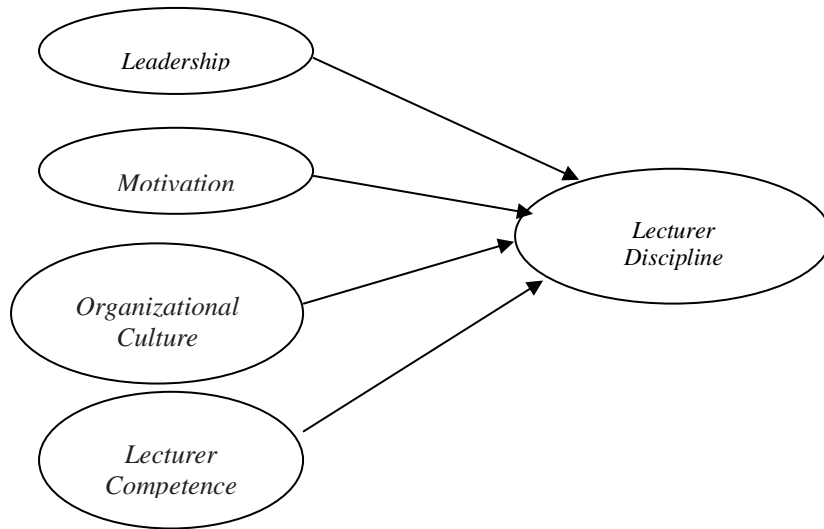 Leadership
Motivation
Lecturer
Discipline
Organizational
Culture
Lecturer
Competence